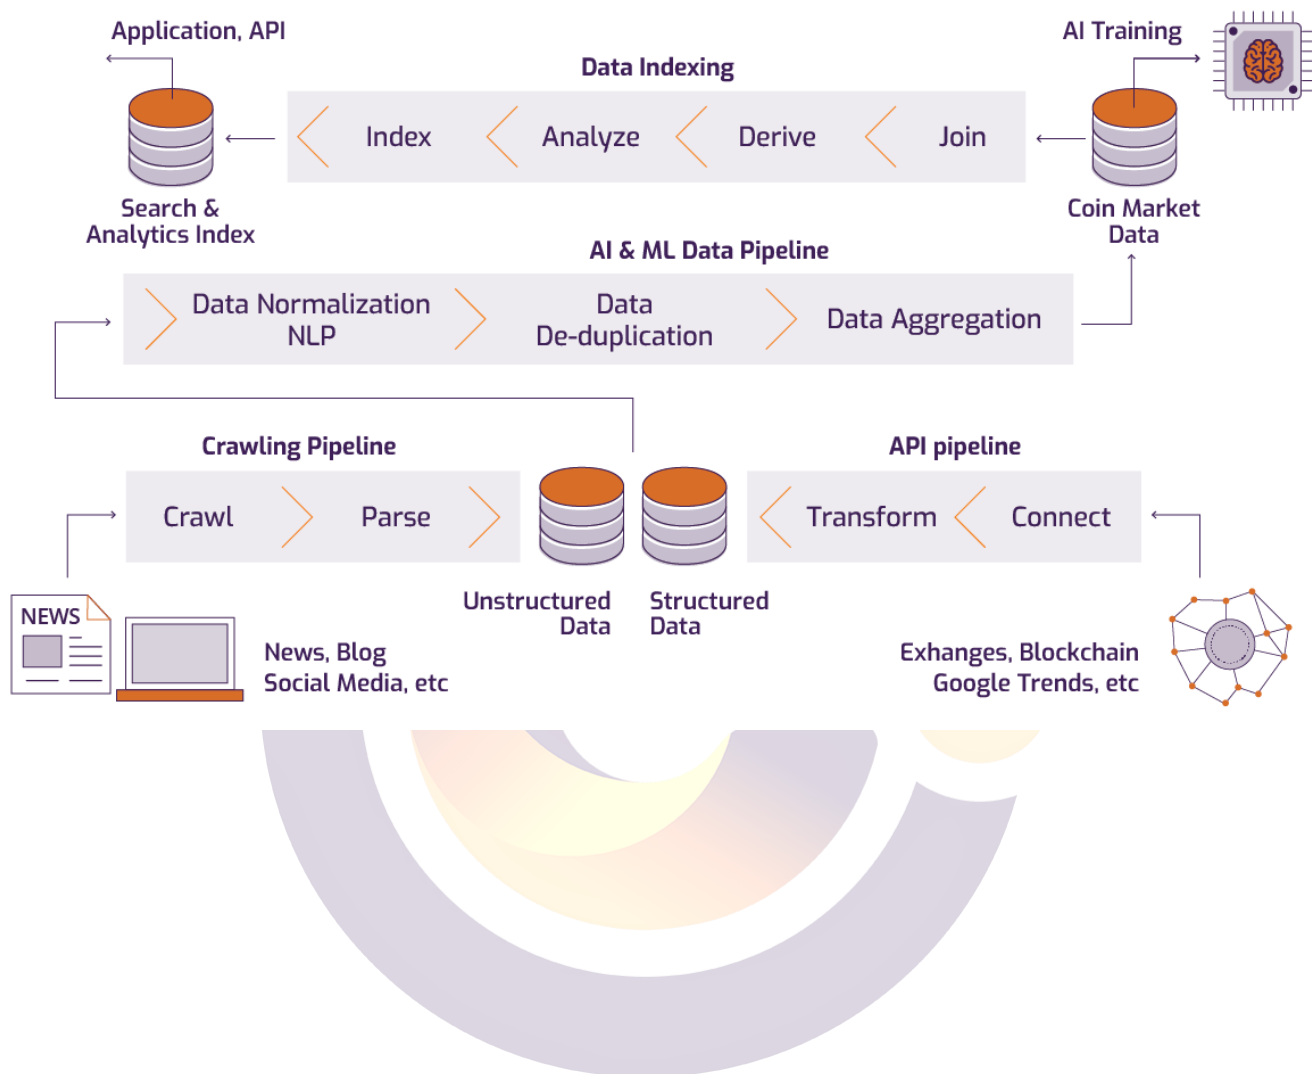 Application, API
AI Training
Data Indexing
Index
Analyze
Derive
Join
Search &
Analytics Index
Coin Market
Data
AI & ML Data Pipeline
Data Normalization
NLP
Data
De-duplication
Data Aggregation
Crawling Pipeline
API pipeline
Crawl
Parse
Transform
Connect
Unstructured
Data
Structured
Data
NEWS
News, Blog
Social Media, etc
Exhanges, Blockchain
Google Trends, etc